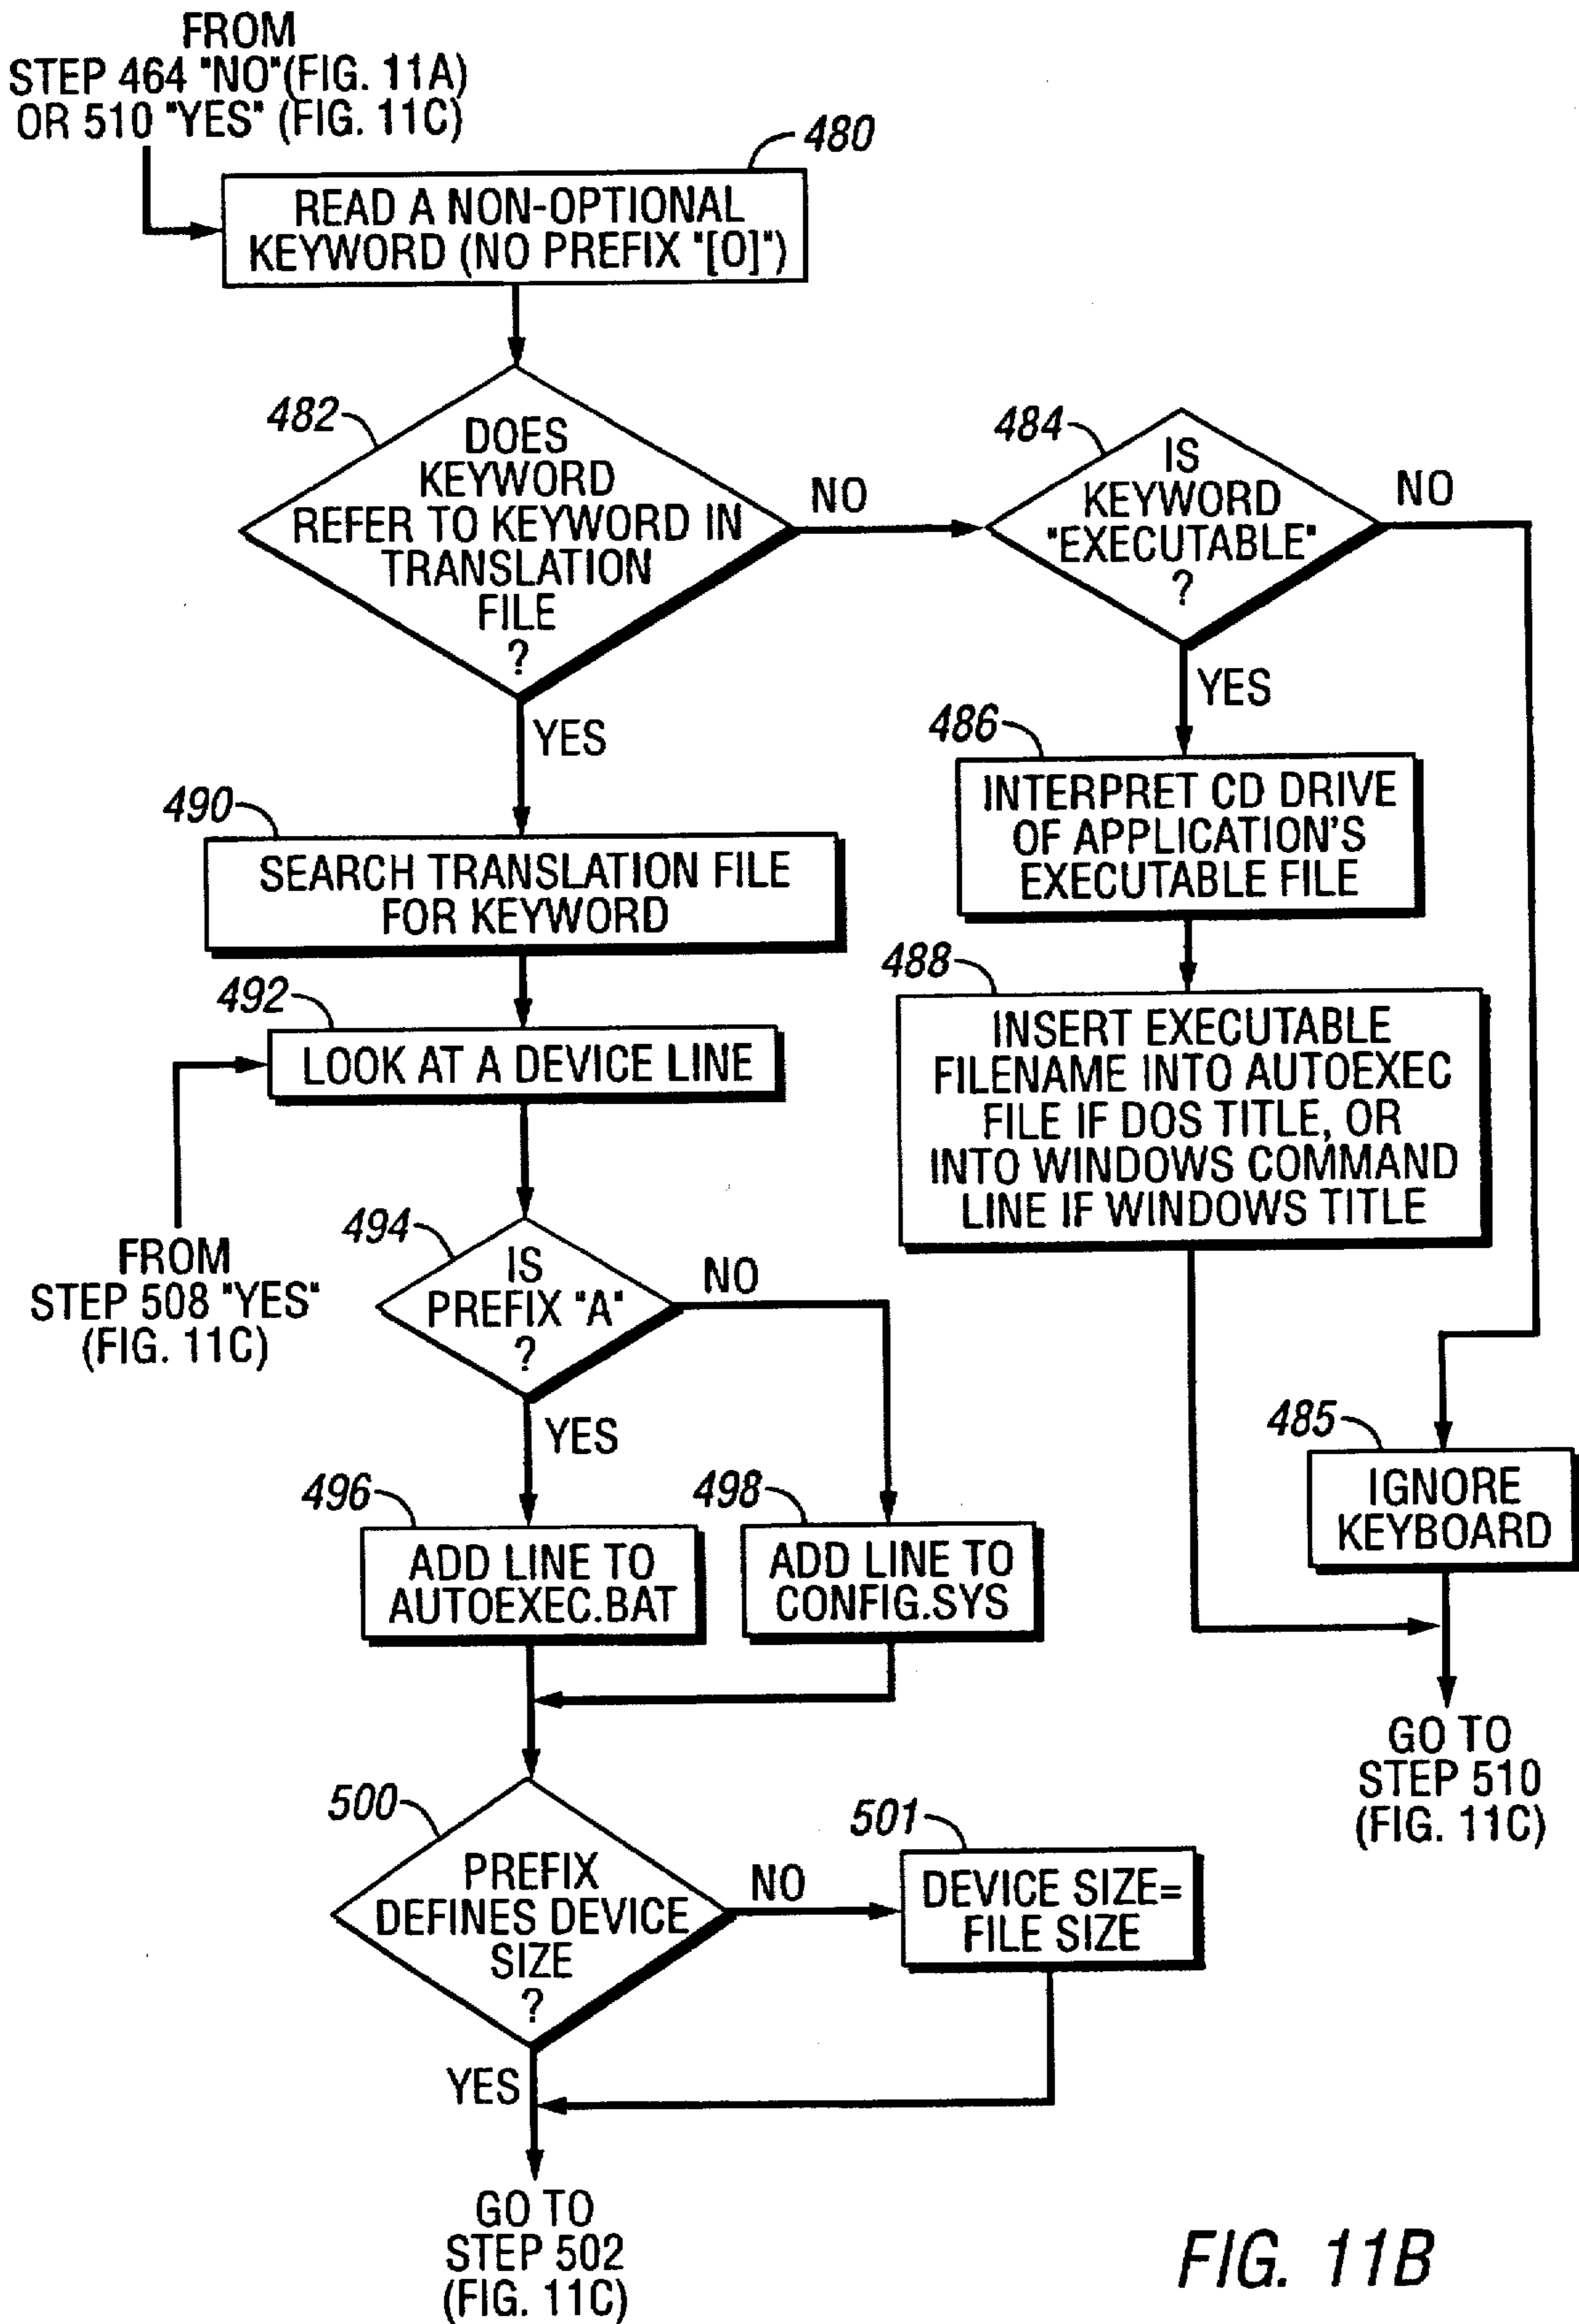 FROM
STEP 464 "NO"(FIG. 11A)
OR 510 "YES" (FIG. 11C)
480
READ A NON-OPTIONAL
KEYWORD (NO PREFIX "[O]")
482
DOES
KEYWORD
REFER TO KEYWORD IN
TRANSLATION
FILE
?
NO
YES
484
IS
KEYWORD
"EXECUTABLE"
?
NO
YES
486
INTERPRET CD DRIVE
OF APPLICATION'S
EXECUTABLE FILE
488
INSERT EXECUTABLE
FILENAME INTO AUTOEXEC
FILE IF DOS TITLE, OR
INTO WINDOWS COMMAND
LINE IF WINDOWS TITLE
485
IGNORE
KEYBOARD
GO TO
STEP 510
(FIG. 11C)
490
SEARCH TRANSLATION FILE
FOR KEYWORD
492
LOOK AT A DEVICE LINE
FROM
STEP 508 "YES"
(FIG. 11C)
494
IS
PREFIX "A"
?
NO
YES
496
ADD LINE TO
AUTOEXEC.BAT
498
ADD LINE TO
CONFIG.SYS
500
PREFIX
DEFINES DEVICE
SIZE
?
NO
YES
501
DEVICE SIZE=
FILE SIZE
GO TO
STEP 502
(FIG. 11C)
FIG. 11B